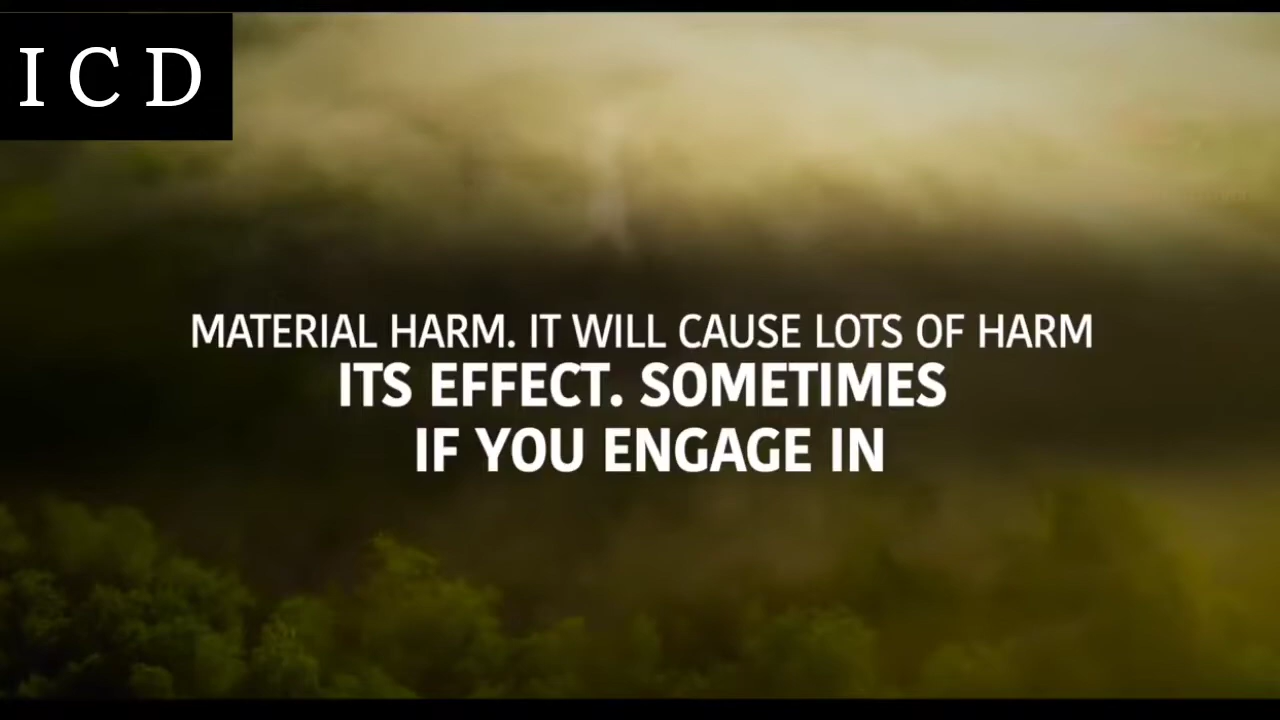 I C D
MATERIAL HARM. IT WILL CAUSE LOTS OF HARM
ITS EFFECT. SOMETIMES
IF YOU ENGAGE IN